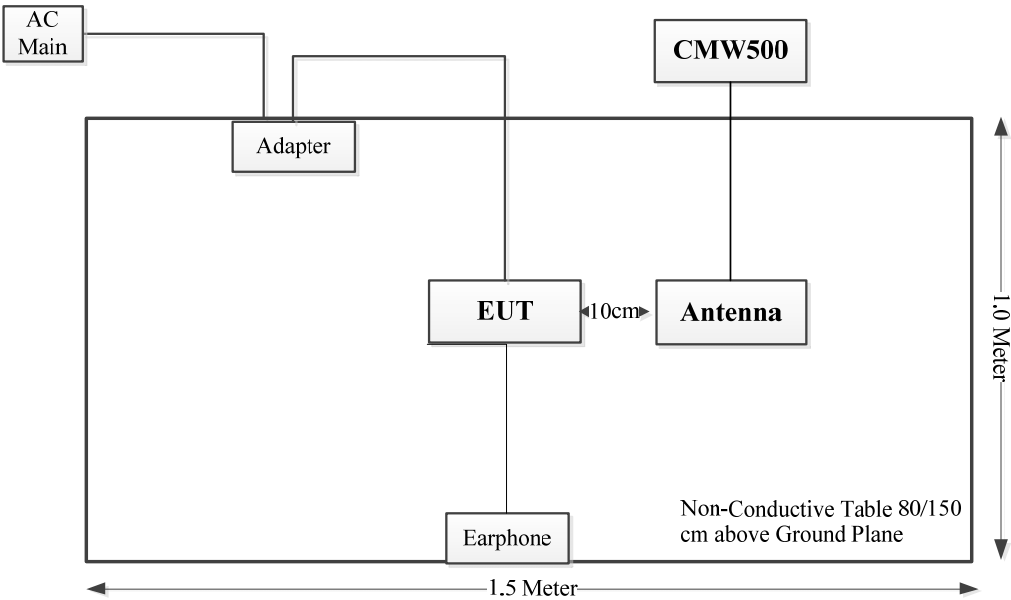 AC
Main
CMW500
Adapter
EUT
10cm
Antenna
1.0 Meter
Non-Conductive Table 80/150
cm above Ground Plane
Earphone
1.5 Meter